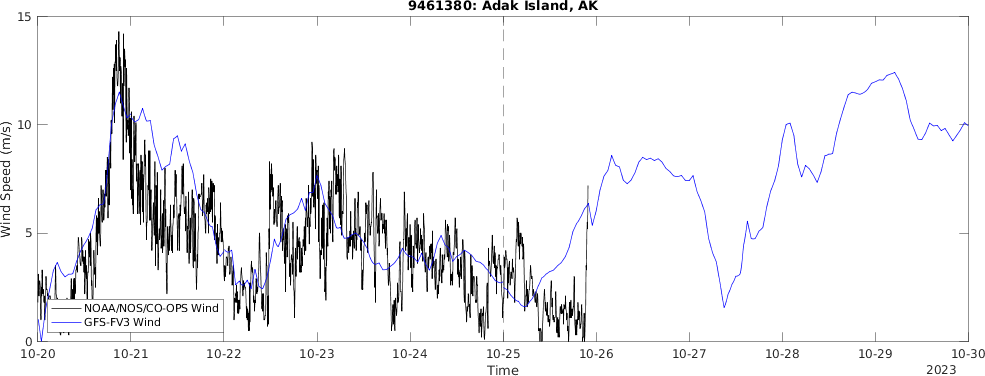 9461380: Adak Island, AK
15
10
5
0
Wind Speed (m/s)
NOAA/NOS/CO-OPS Wind
GFS-FV3 Wind
10-20 10-21 10-22 10-23 10-24 10-25 10-26 10-27 10-28 10-29 10-30
Time
2023